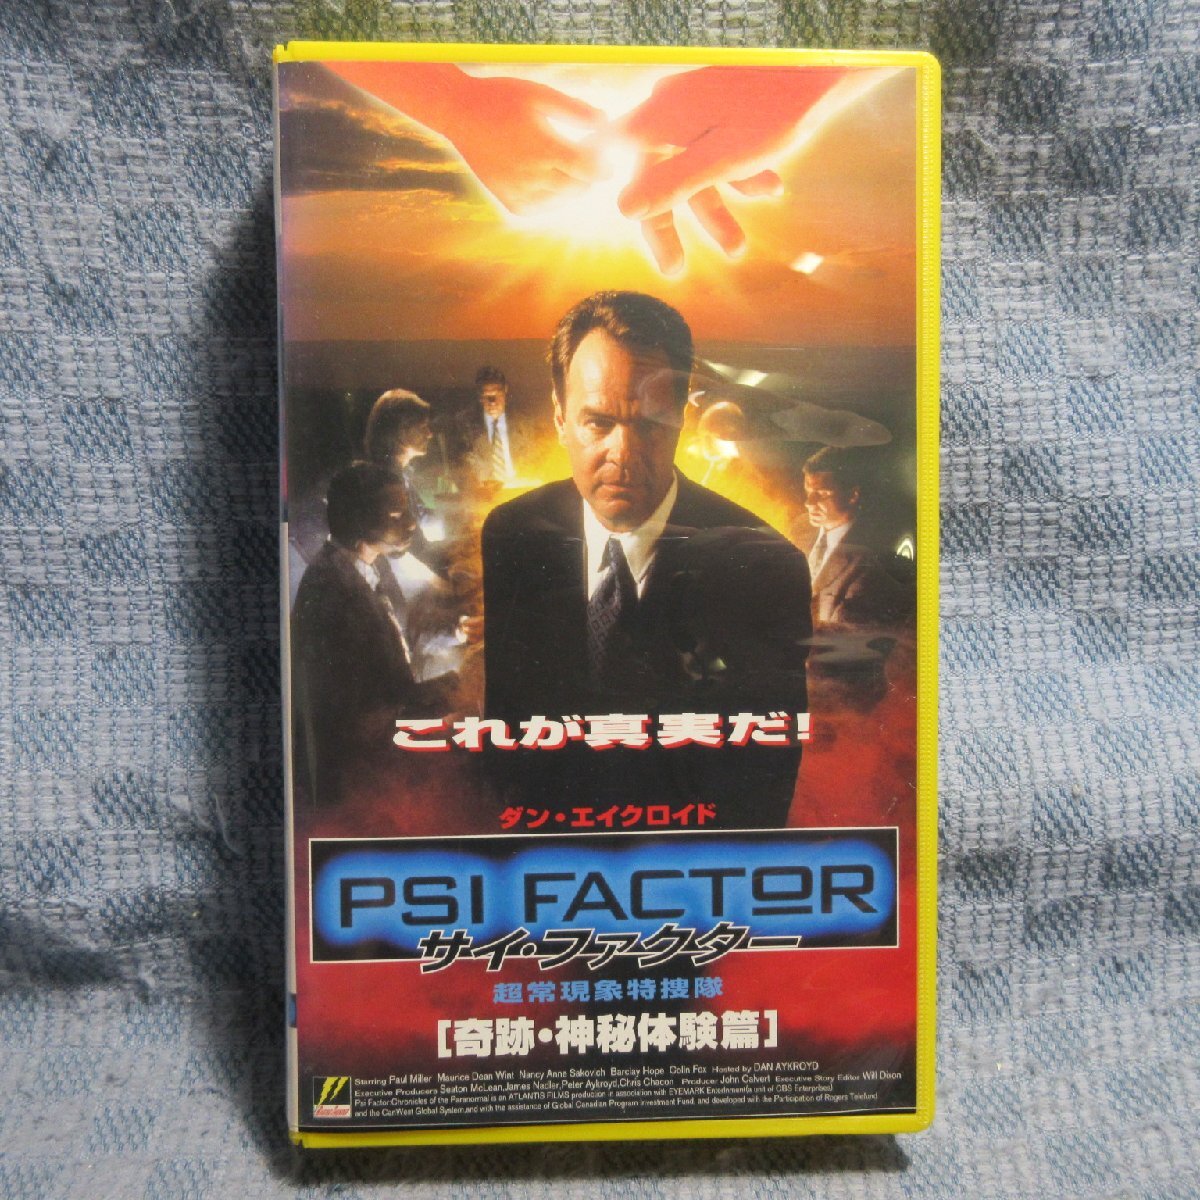 これが真実だ!
ダン・エイクロイド
PSI FACTOR
サイ・ファクター
超常現象特捜隊
[奇跡・神秘体験篇]
Starring Paul Miller Maurice Dean Wint Nancy Anne Sakovich Barclay Hope Colin Fox Hosted by DAN AYKROYD
Executive Producers Seaton McLean,James Nadler,Peter Aykroyd,Chris Chacon Producer John Calvert Executive Story Editor Will Dixon
Psi Factor:Chronicles of the Paranormal is an ATLANTIS FILMS production in association with EYEMARK Entertainment(a unit of CBS Enterprises)
and the CanWest Global System,and with the assistance of Global Canadian Program Investment Fund, and developed with the Participation of Rogers Telefund